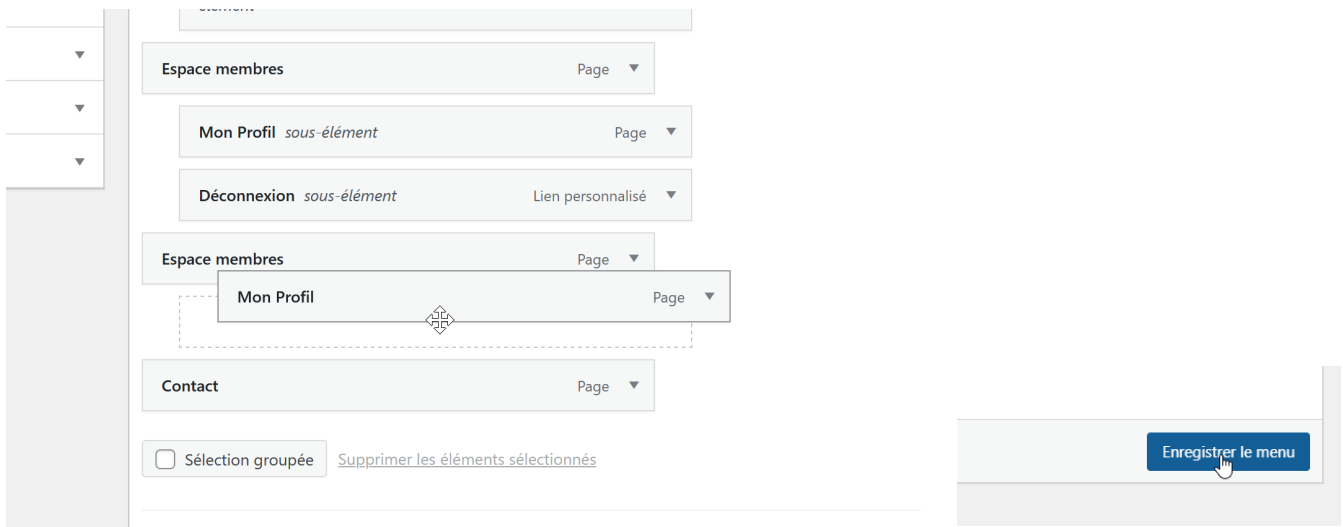 élément
Espace membres Page
Mon Profil sous-élément Page
Déconnexion sous-élément Lien personnalisé
Espace membres Page
Mon Profil Page
Contact Page
Sélection groupée Supprimer les éléments sélectionnés
Enregistrer le menu